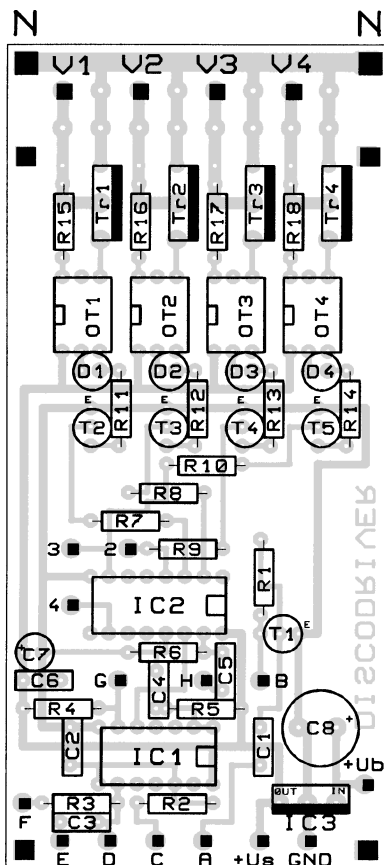 N N
V1 V2 V3 V4
R15 Tr1 R16 Tr2 R17 Tr3 R18 Tr4
OT1 OT2 OT3 OT4
D1 D2 D3 D4
E E E E
R11 R12 R13 R14
T2 T3 T4 T5
R10
R8
R7
3 2 R9
R1
4 IC2
T1 E
+ C7 R6
C6 G C4 H C5 B
R4 R5
C2 IC1 C1 C8 +
DISCODRIVER
+Ub
OUT IN
R3 R2 IC3
F C3
E D C A +Us GND